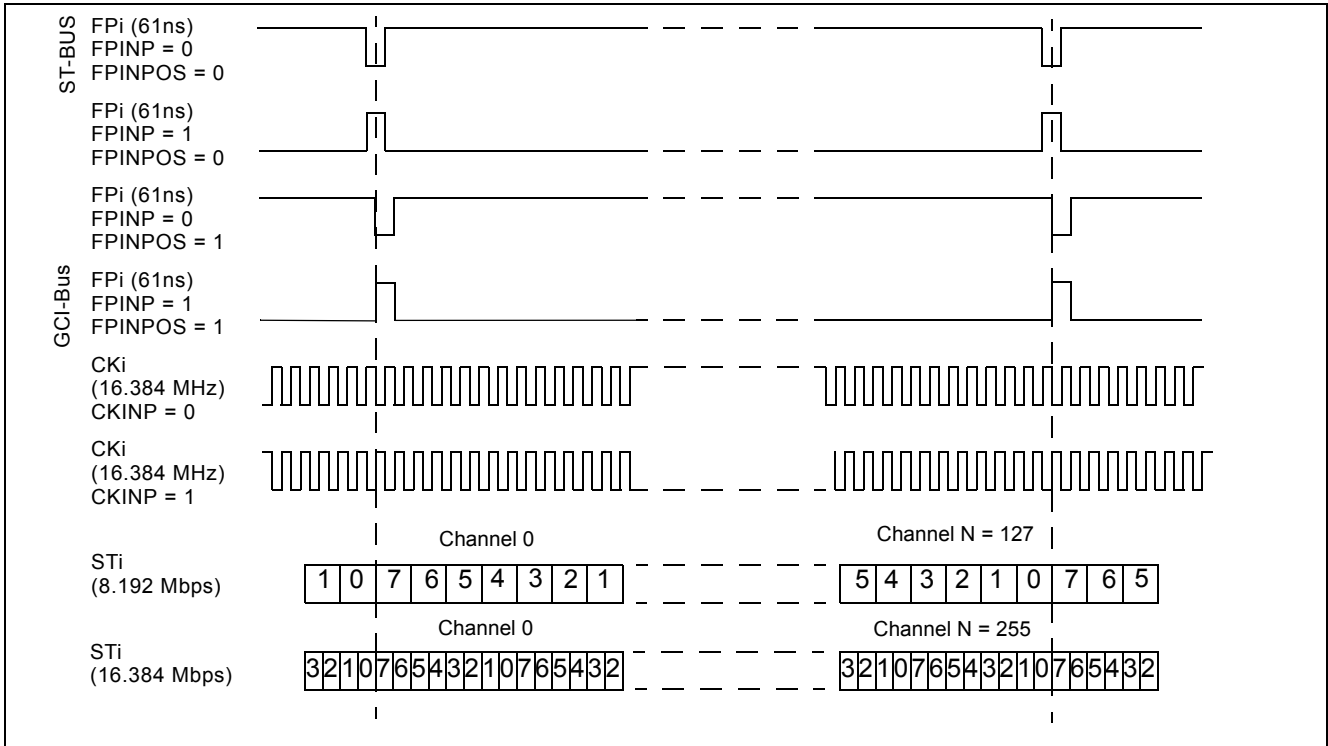 ST-BUS
FPi (61ns)
FPINP = 0
FPINPOS = 0
FPi (61ns)
FPINP = 1
FPINPOS = 0
FPi (61ns)
FPINP = 0
FPINPOS = 1
GCI-Bus
FPi (61ns)
FPINP = 1
FPINPOS = 1
CKi
(16.384 MHz)
CKINP = 0
CKi
(16.384 MHz)
CKINP = 1
Channel 0
Channel N = 127
STi
(8.192 Mbps)
1 0 7 6 5 4 3 2 1
5 4 3 2 1 0 7 6 5
Channel 0
Channel N = 255
STi
(16.384 Mbps)
3 2 1 0 7 6 5 4 3 2 1 0 7 6 5 4 3 2
3 2 1 0 7 6 5 4 3 2 1 0 7 6 5 4 3 2